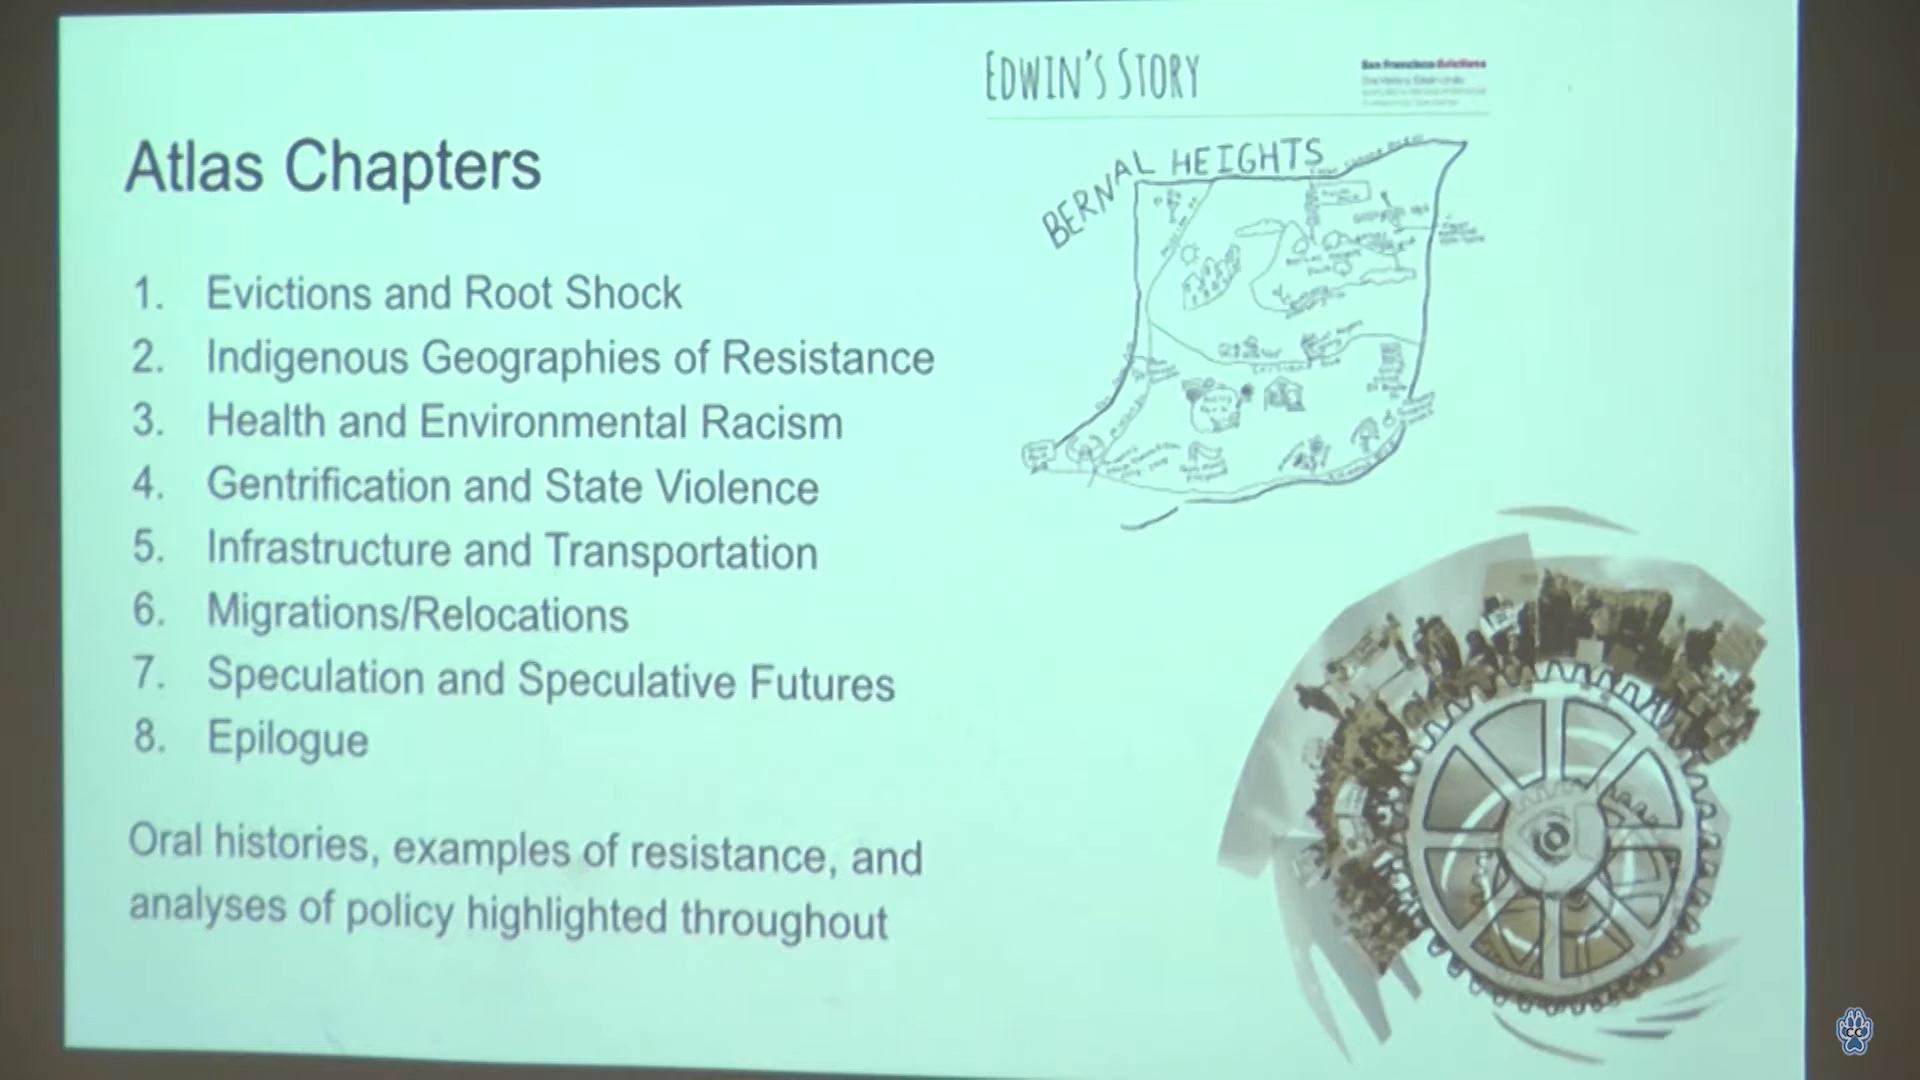 EDWIN'S STORY
San Francisco Evictions
Atlas Chapters
BERNAL HEIGHTS
1. Evictions and Root Shock
2. Indigenous Geographies of Resistance
3. Health and Environmental Racism
4. Gentrification and State Violence
5. Infrastructure and Transportation
6. Migrations/Relocations
7. Speculation and Speculative Futures
8. Epilogue
Oral histories, examples of resistance, and
analyses of policy highlighted throughout
CC